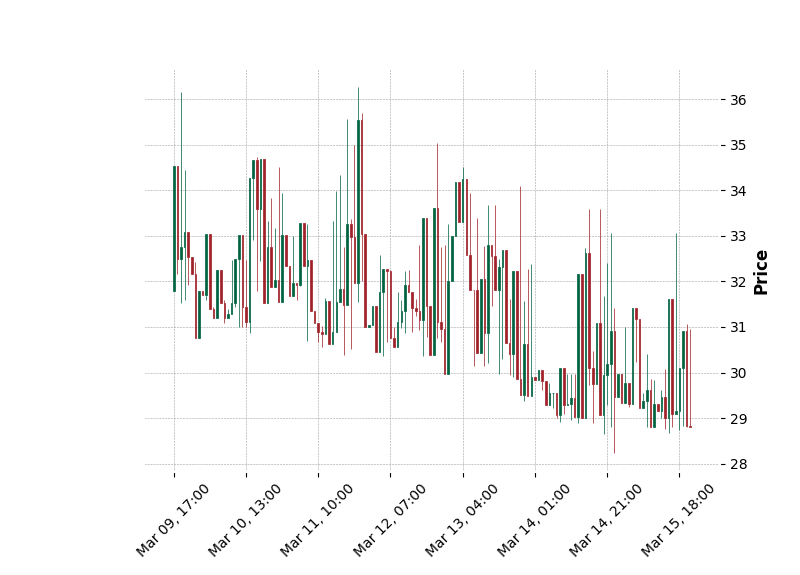 36
35
34
33
32
31
30
29
28
Price
Mar 09, 17:00
Mar 10, 13:00
Mar 11, 10:00
Mar 12, 07:00
Mar 13, 04:00
Mar 14, 01:00
Mar 14, 21:00
Mar 15, 18:00